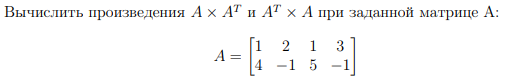 Вычислить произведения A × A^T и A^T × A при заданной матрице А:
A = [1 2 1 3
4 −1 5 −1]